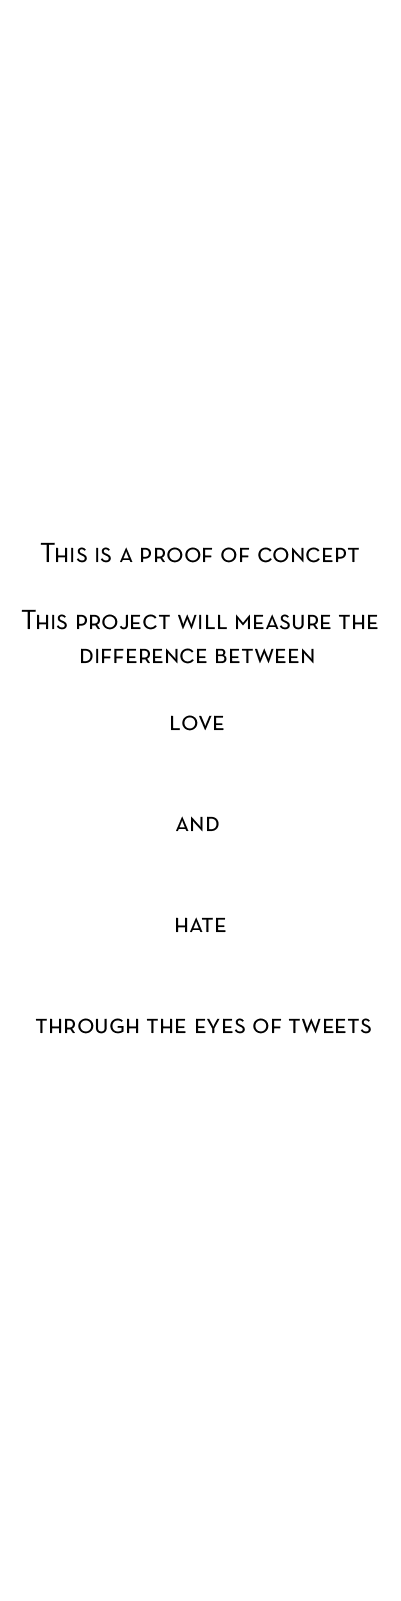 This is a proof of concept
This project will measure the
difference between
love
and
hate
through the eyes of tweets